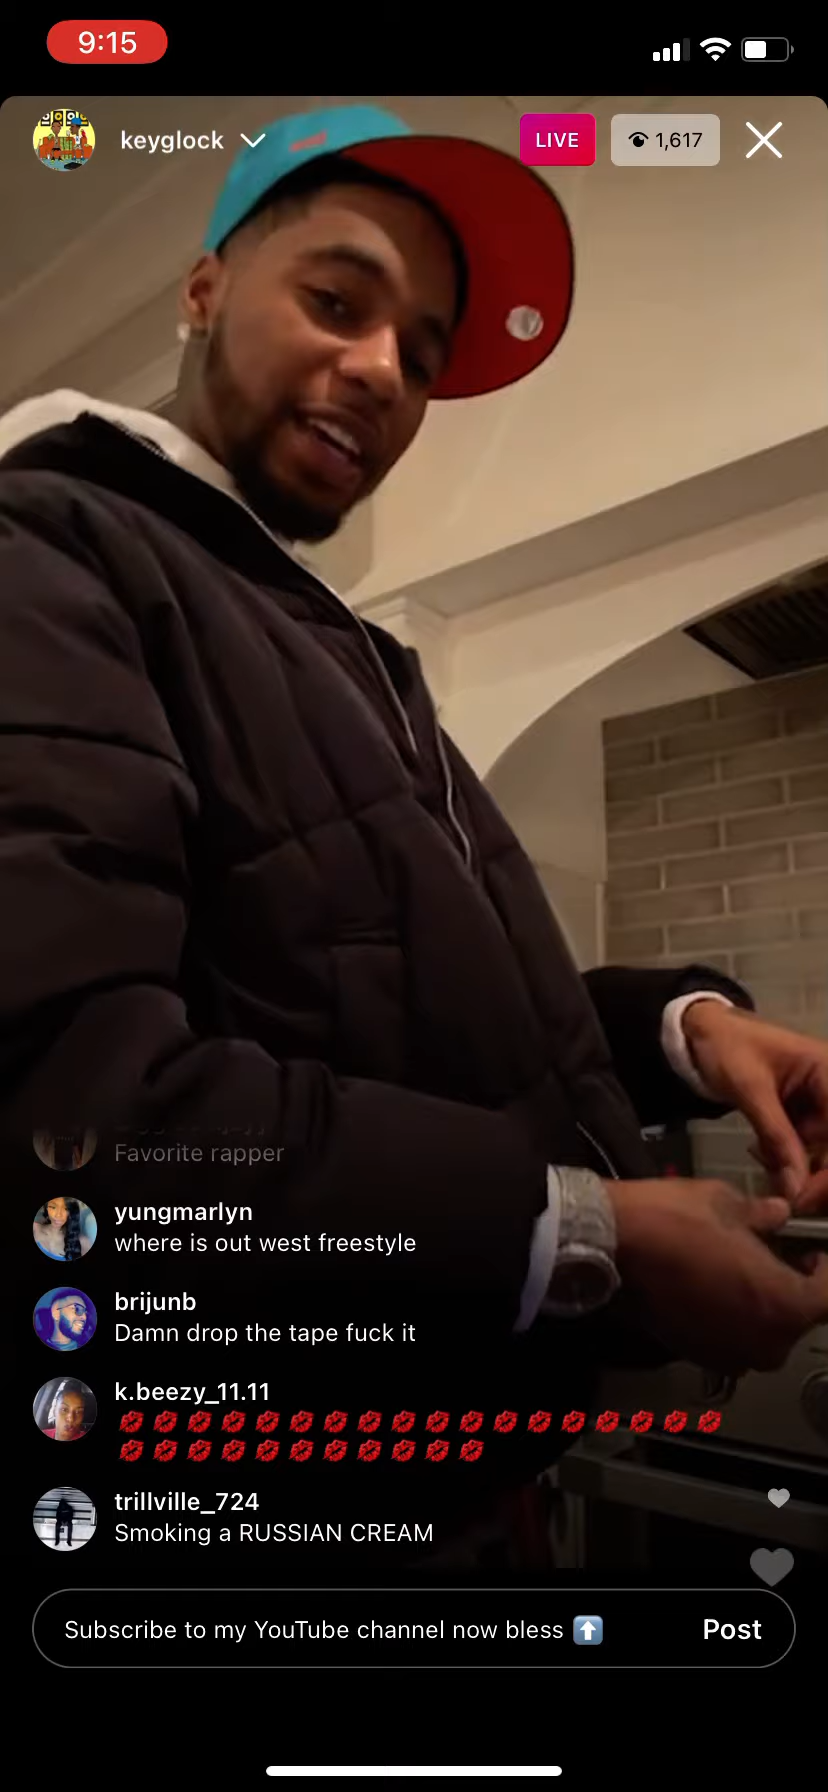 9:15
keyglock
LIVE
1,617
Favorite rapper
yungmarlyn
where is out west freestyle
brijunb
Damn drop the tape fuck it
k.beezy_11.11
💋💋💋💋💋💋💋💋💋💋💋💋💋💋💋💋💋💋
💋💋💋💋💋💋💋💋💋💋💋
trillville_724
Smoking a RUSSIAN CREAM
Subscribe to my YouTube channel now bless ⬆️
Post